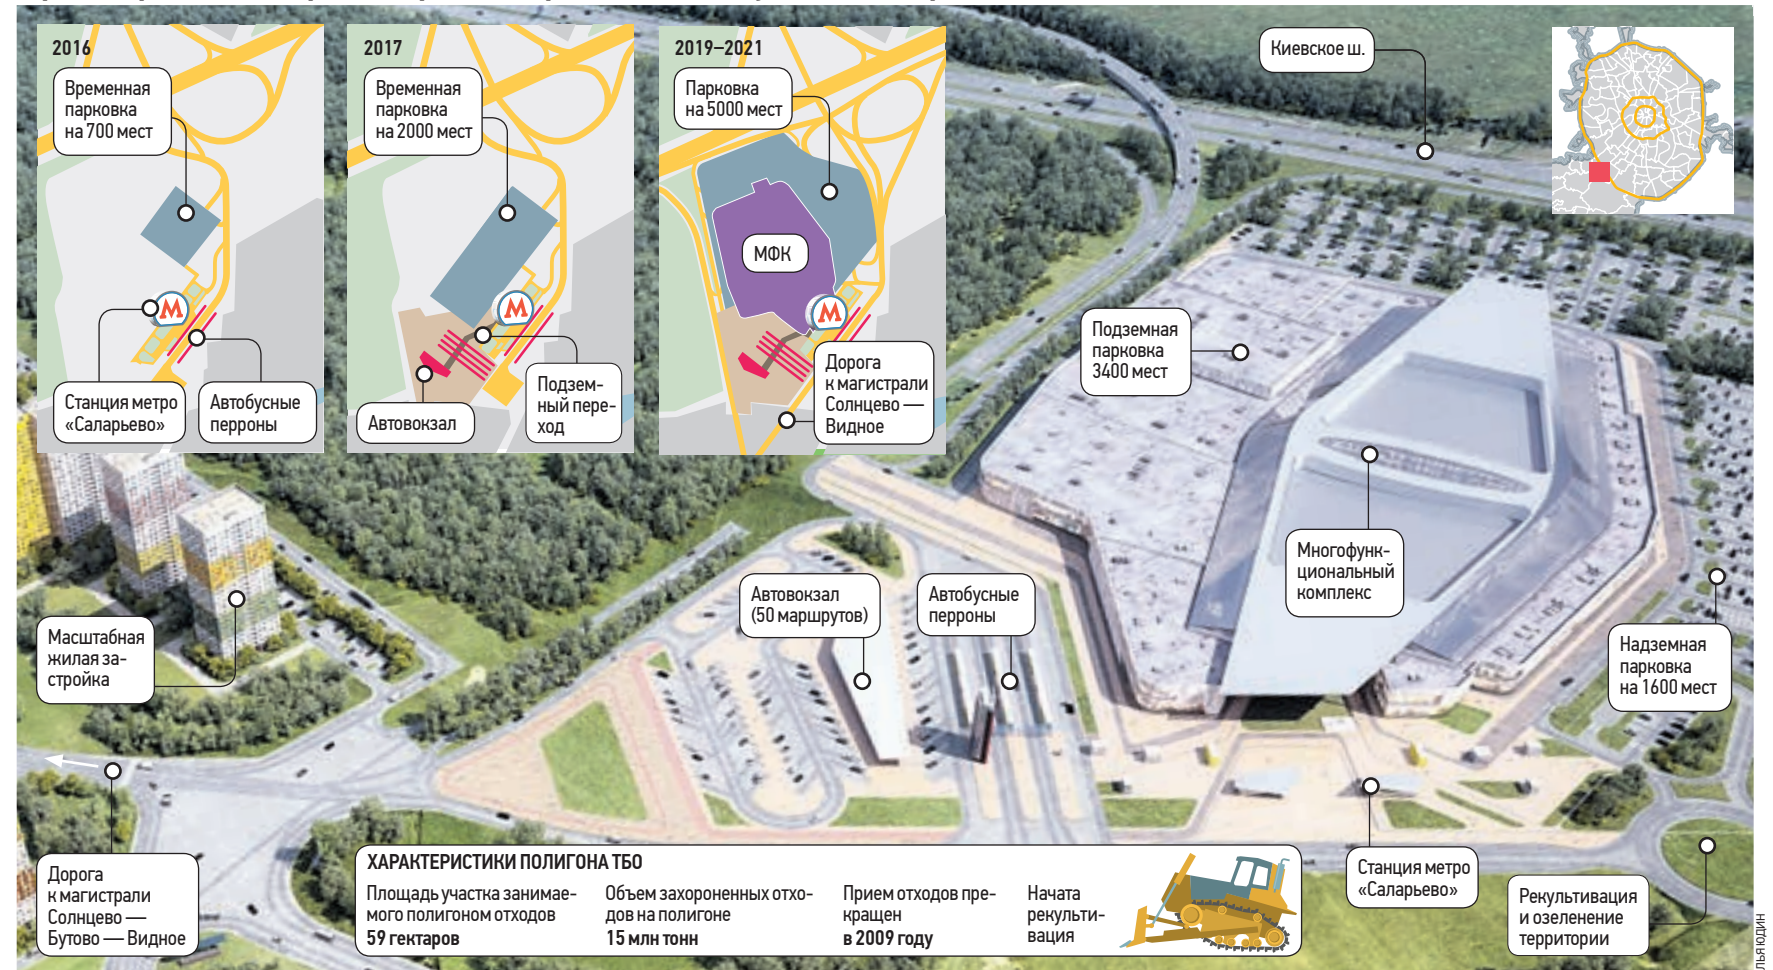 2016
Временная
парковка
на 700 мест
Станция метро
«Саларьево»
Автобусные
перроны
2017
Временная
парковка
на 2000 мест
Автовокзал
Подзем-
ный пере-
ход
2019–2021
Парковка
на 5000 мест
МФК
Дорога
к магистрали
Солнцево —
Видное
Киевское ш.
Подземная
парковка
3400 мест
Многофунк-
циональный
комплекс
Автовокзал
(50 маршрутов)
Автобусные
перроны
Масштабная
жилая за-
стройка
Надземная
парковка
на 1600 мест
Дорога
к магистрали
Солнцево —
Бутово — Видное
Станция метро
«Саларьево»
Рекультивация
и озеленение
территории
ХАРАКТЕРИСТИКИ ПОЛИГОНА ТБО
Площадь участка занимае-
мого полигоном отходов
59 гектаров
Объем захороненных отхо-
дов на полигоне
15 млн тонн
Прием отходов пре-
кращен
в 2009 году
Начата
рекульти-
вация
ЮДИН